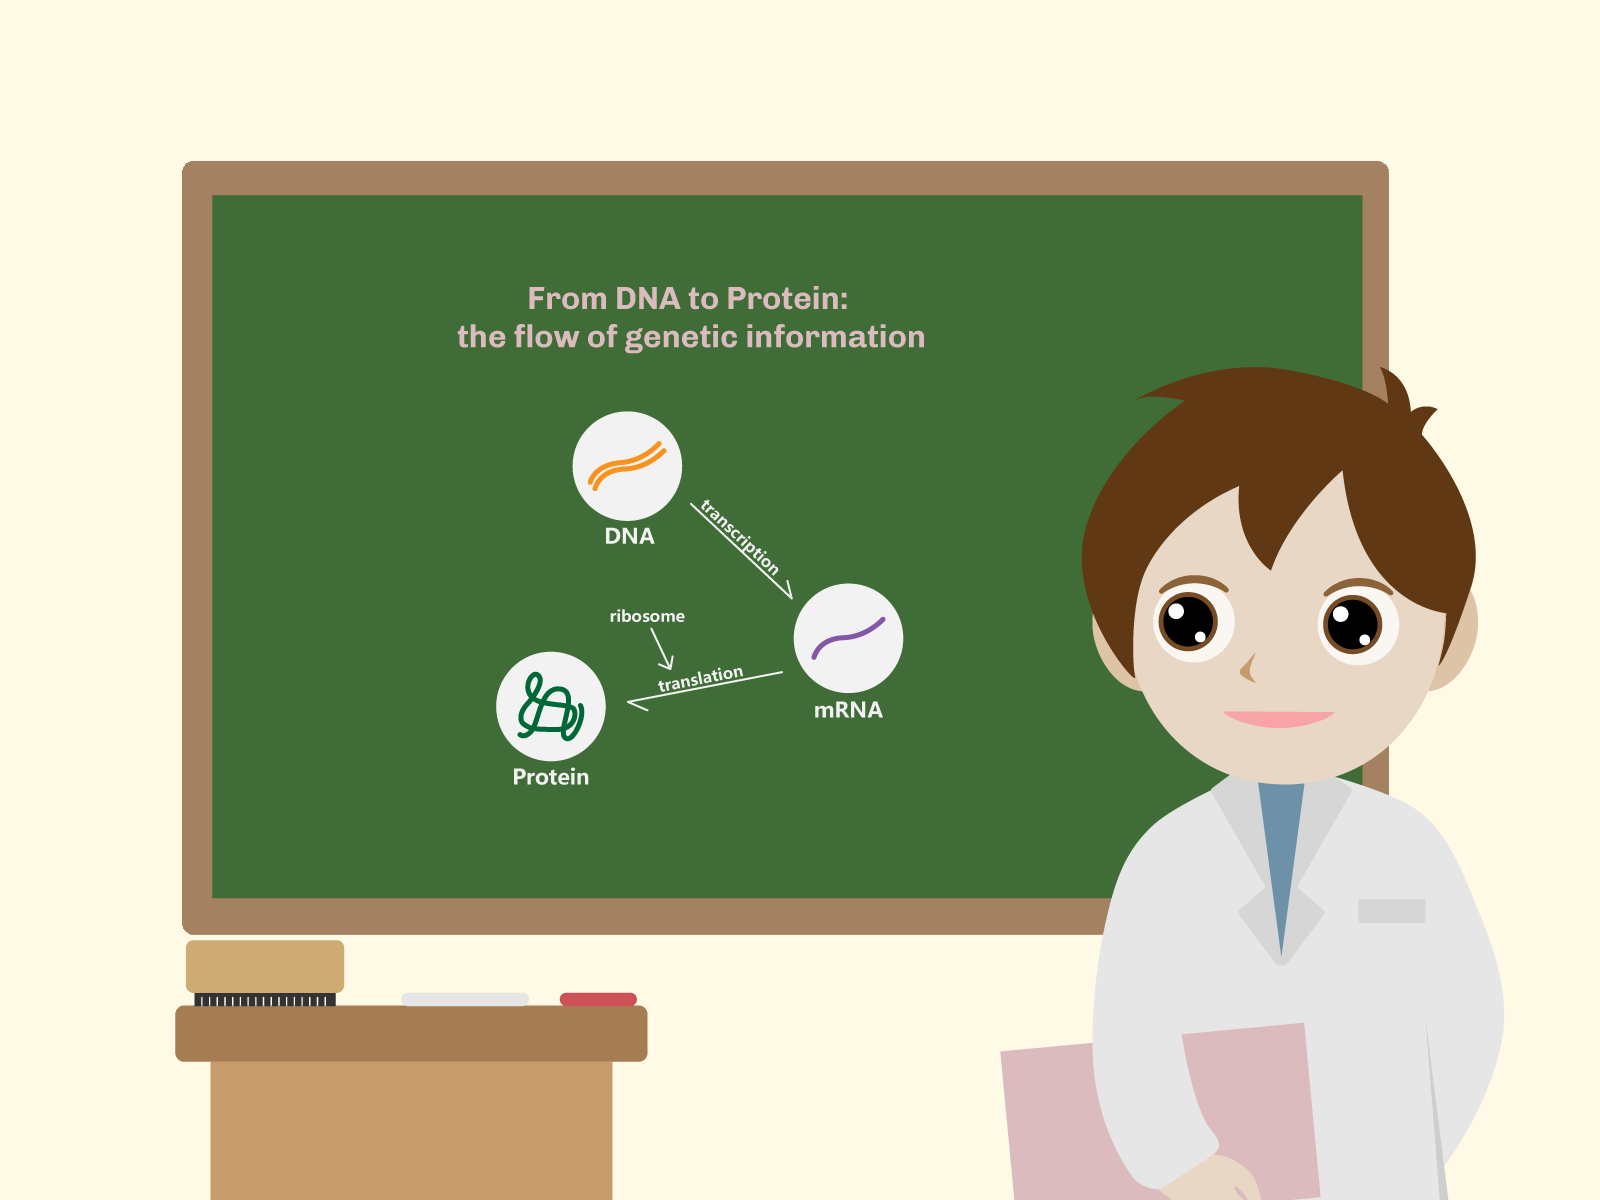 From DNA to Protein:
the flow of genetic information
DNA
transcription
ribosome
translation
mRNA
Protein